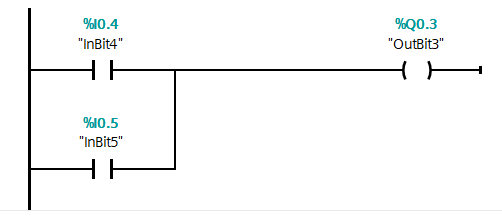 %I0.4
"InBit4"
%Q0.3
"OutBit3"
%I0.5
"InBit5"